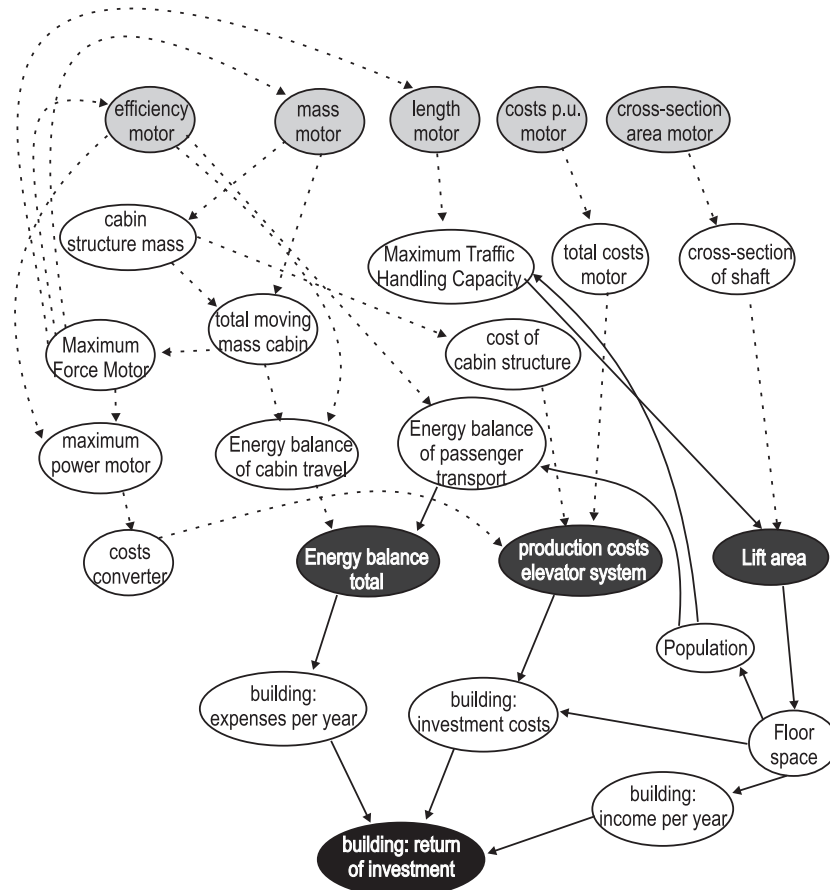 efficiency
motor
mass
motor
length
motor
costs p.u.
motor
cross-section
area motor
cabin
structure mass
Maximum Traffic
Handling Capacity
total costs
motor
cross-section
of shaft
total moving
mass cabin
Maximum
Force Motor
cost of
cabin structure
maximum
power motor
Energy balance
of cabin travel
Energy balance
of passenger
transport
costs
converter
Energy balance
total
production costs
elevator system
Lift area
Population
building:
expenses per year
building:
investment costs
Floor
space
building:
income per year
building: return
of investment